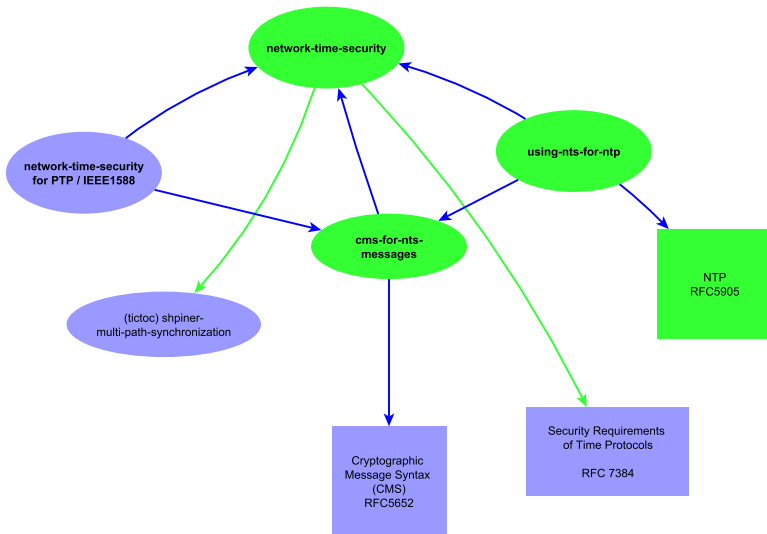 network-time-security
using-nts-for-ntp
network-time-security
for PTP / IEEE1588
cms-for-nts-
messages
NTP
RFC5905
(tictoc) shpiner-
multi-path-synchronization
Security Requirements
of Time Protocols
RFC 7384
Cryptographic
Message Syntax
(CMS)
RFC5652